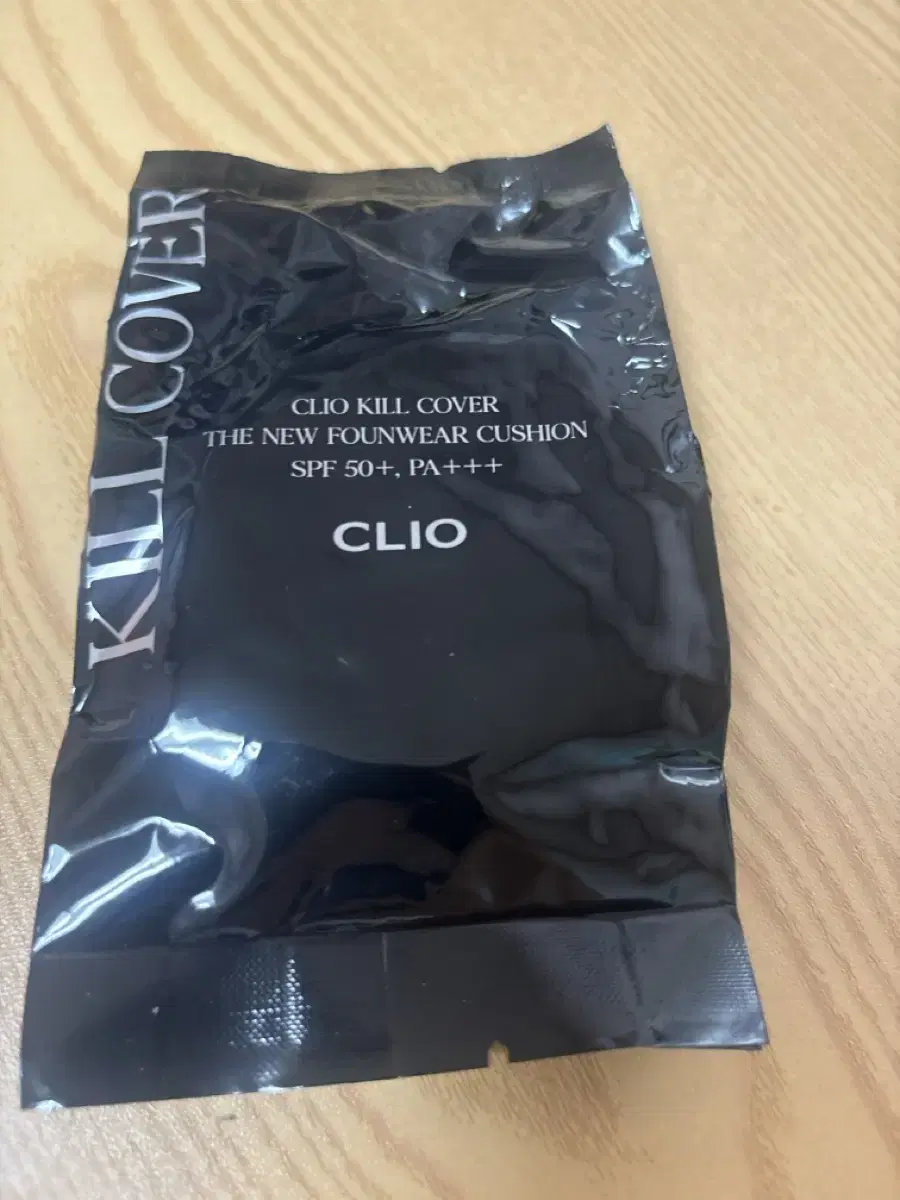 KILL COVER
CLIO KILL COVER
THE NEW FOUNWEAR CUSHION
SPF 50+, PA+++
CLIO